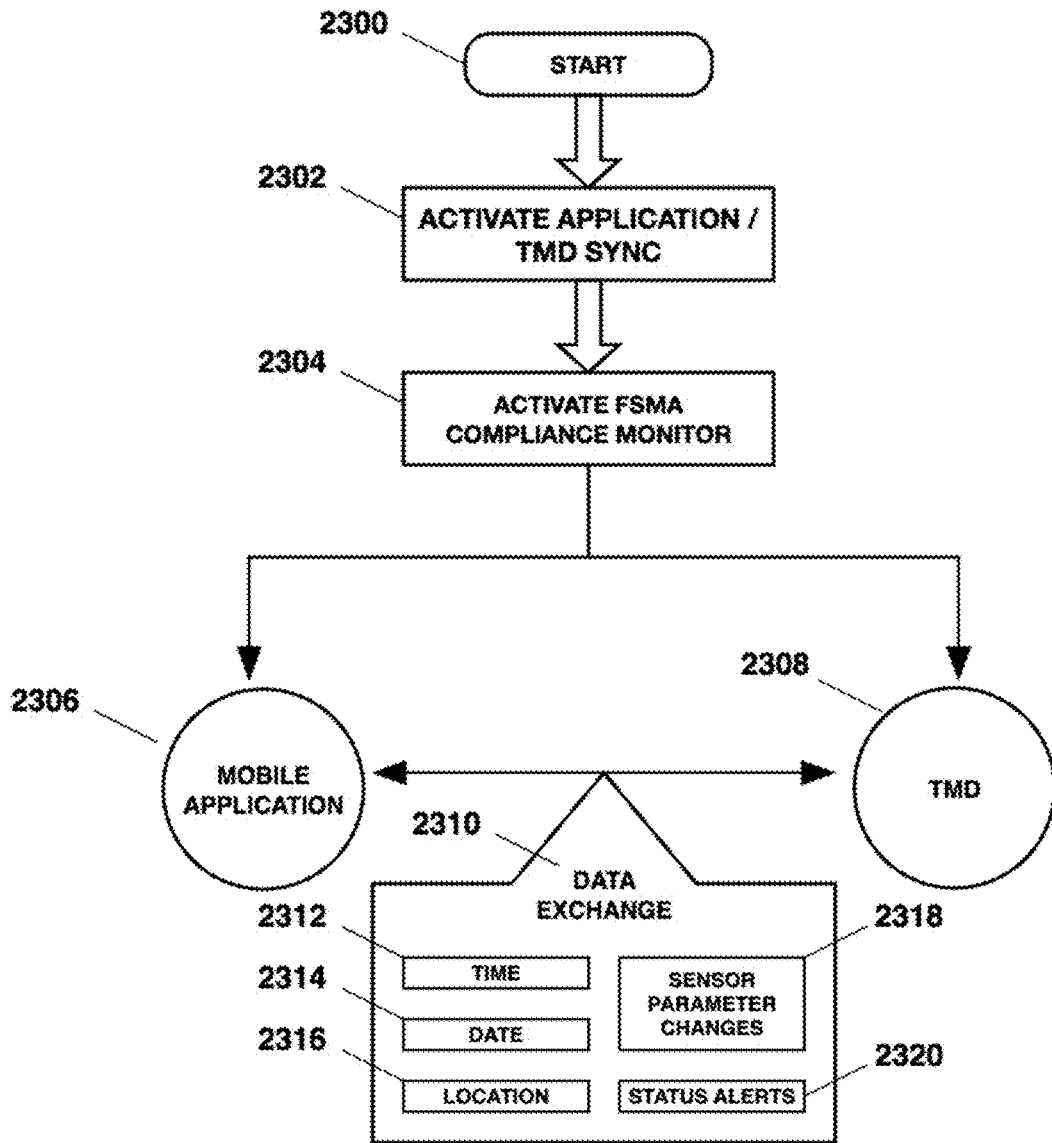 2300
START
2302
ACTIVATE APPLICATION /
TMD SYNC
2304
ACTIVATE FSMA
COMPLIANCE MONITOR
2306
MOBILE
APPLICATION
2308
TMD
2310
DATA
EXCHANGE
2312
TIME
2314
DATE
2316
LOCATION
2318
SENSOR
PARAMETER
CHANGES
2320
STATUS ALERTS